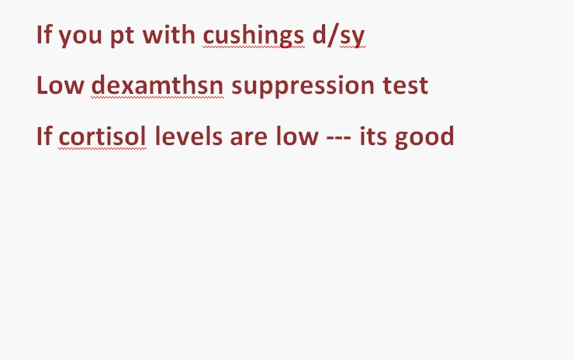 If you pt with cushings d/sy
Low dexamthsn suppression test
If cortisol levels are low --- its good